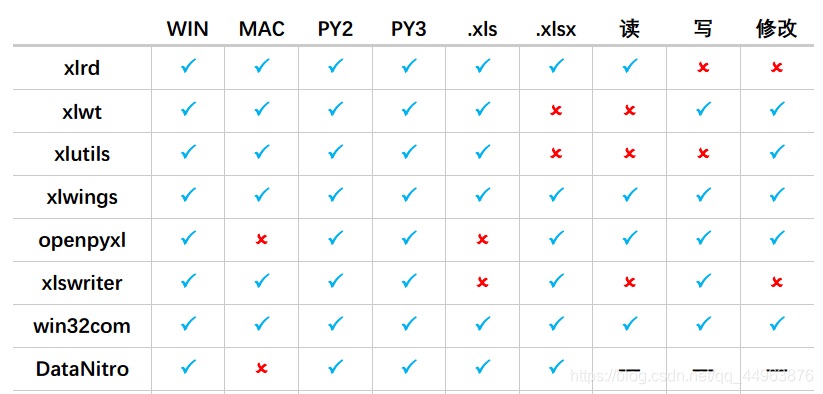 WIN MAC PY2 PY3 .xls .xlsx 读 写 修改
xlrd ✓ ✓ ✓ ✓ ✓ ✓ ✓ ✗ ✗
xlwt ✓ ✓ ✓ ✓ ✓ ✗ ✗ ✓ ✓
xlutils ✓ ✓ ✓ ✓ ✓ ✗ ✗ ✗ ✓
xlwings ✓ ✓ ✓ ✓ ✓ ✓ ✓ ✓ ✓
openpyxl ✓ ✗ ✓ ✓ ✗ ✓ ✓ ✓ ✓
xlswriter ✓ ✓ ✓ ✓ ✗ ✓ ✗ ✓ ✗
win32com ✓ ✓ ✓ ✓ ✓ ✓ ✓ ✓ ✓
DataNitro ✓ ✗ ✓ ✓ ✓ ✓ — — —
https://blog.csdn.net/qq_44963876